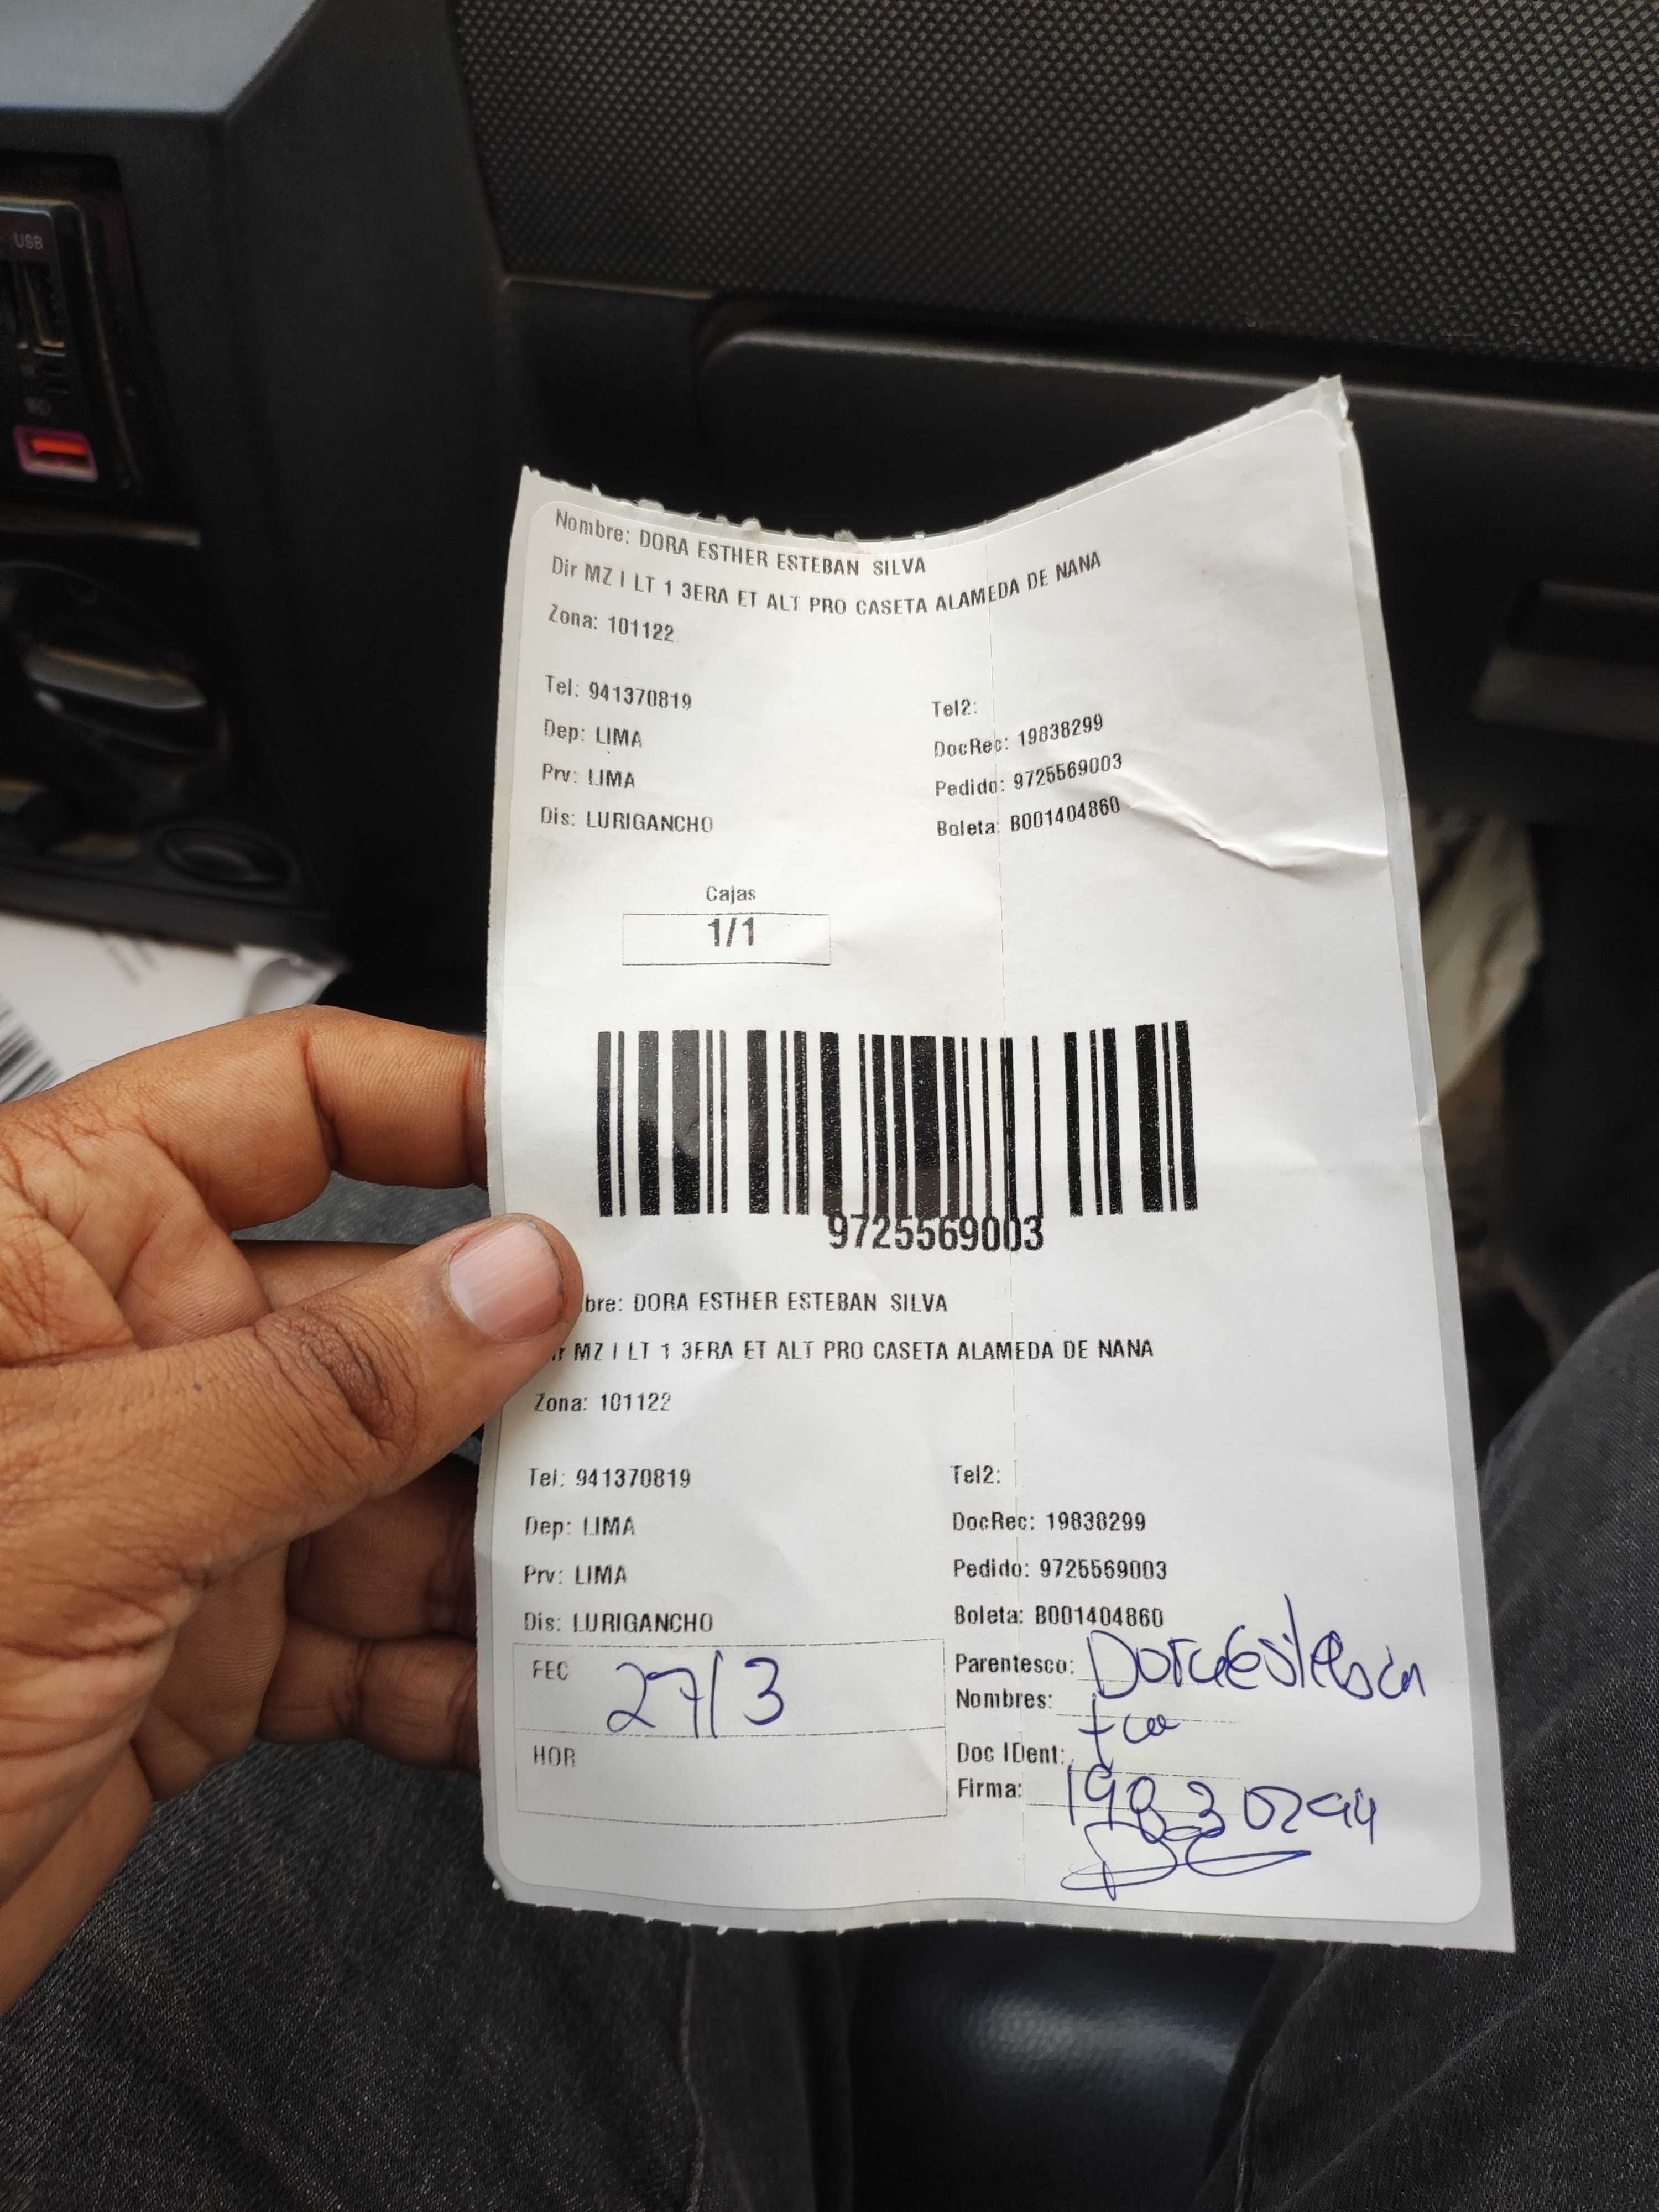 USB
Nombre: DORA ESTHER ESTEBAN SILVA
Dir MZ I LT 1 3ERA ET ALT PRO CASETA ALAMEDA DE NANA
Zona: 101122
Tel: 941370819 Tel2:
Dep: LIMA DocRec: 19838299
Prv: LIMA Pedido: 9725569003
Dis: LURIGANCHO Boleta: B001404860
Cajas
1/1
9725569003
bre: DORA ESTHER ESTEBAN SILVA
ir MZ I LT 1 3ERA ET ALT PRO CASETA ALAMEDA DE NANA
Zona: 101122
Tel: 941370819 Tel2:
Dep: LIMA DocRec: 19838299
Prv: LIMA Pedido: 9725569003
Dis: LURIGANCHO Boleta: B001404860
FEC 27/3 Parentesco: Dora Esteban
Nombres:
HOR Doc IDent:
Firma: